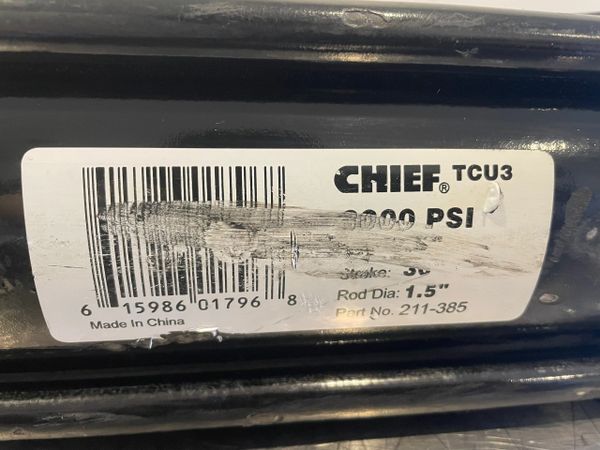 CHIEF® TCU3
PSI
Stroke:
Rod Dia: 1.5"
Part No. 211-385
6 15986 01796 8
Made In China